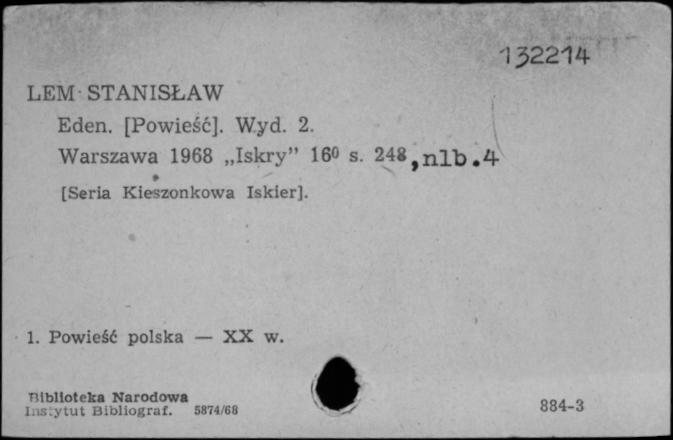 132214
LEM STANISŁAW
Eden. [Powieść]. Wyd. 2.
Warszawa 1968 „Iskry” 16⁰ s. 248, nlb. 4
[Seria Kieszonkowa Iskier].
1. Powieść polska — XX w.
Biblioteka Narodowa
Instytut Bibliograf. 5874/68
884-3